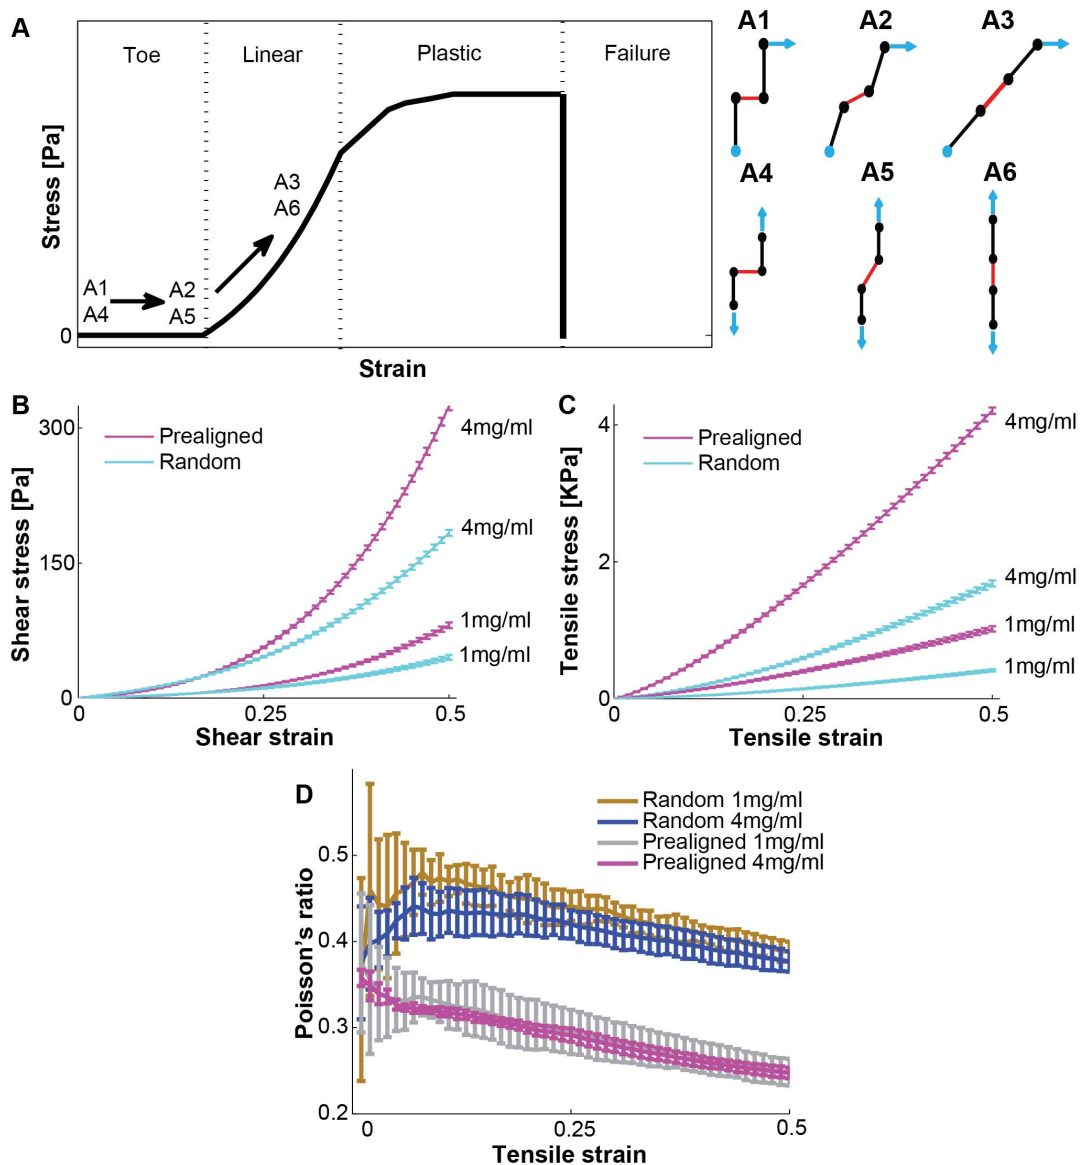 A
Toe
Linear
Plastic
Failure
Stress [Pa]
A3
A6
A1
A2
A4
A5
0
Strain
A1
A2
A3
A4
A5
A6
B
300
Prealigned
Random
4mg/ml
4mg/ml
150
1mg/ml
1mg/ml
0
0
0.25
0.5
Shear stress [Pa]
Shear strain
C
4
Prealigned
Random
4mg/ml
2
4mg/ml
1mg/ml
1mg/ml
0
0
0.25
0.5
Tensile stress [KPa]
Tensile strain
D
Random 1mg/ml
Random 4mg/ml
Prealigned 1mg/ml
Prealigned 4mg/ml
0.5
0.4
0.3
0.2
0
0.25
0.5
Poisson's ratio
Tensile strain